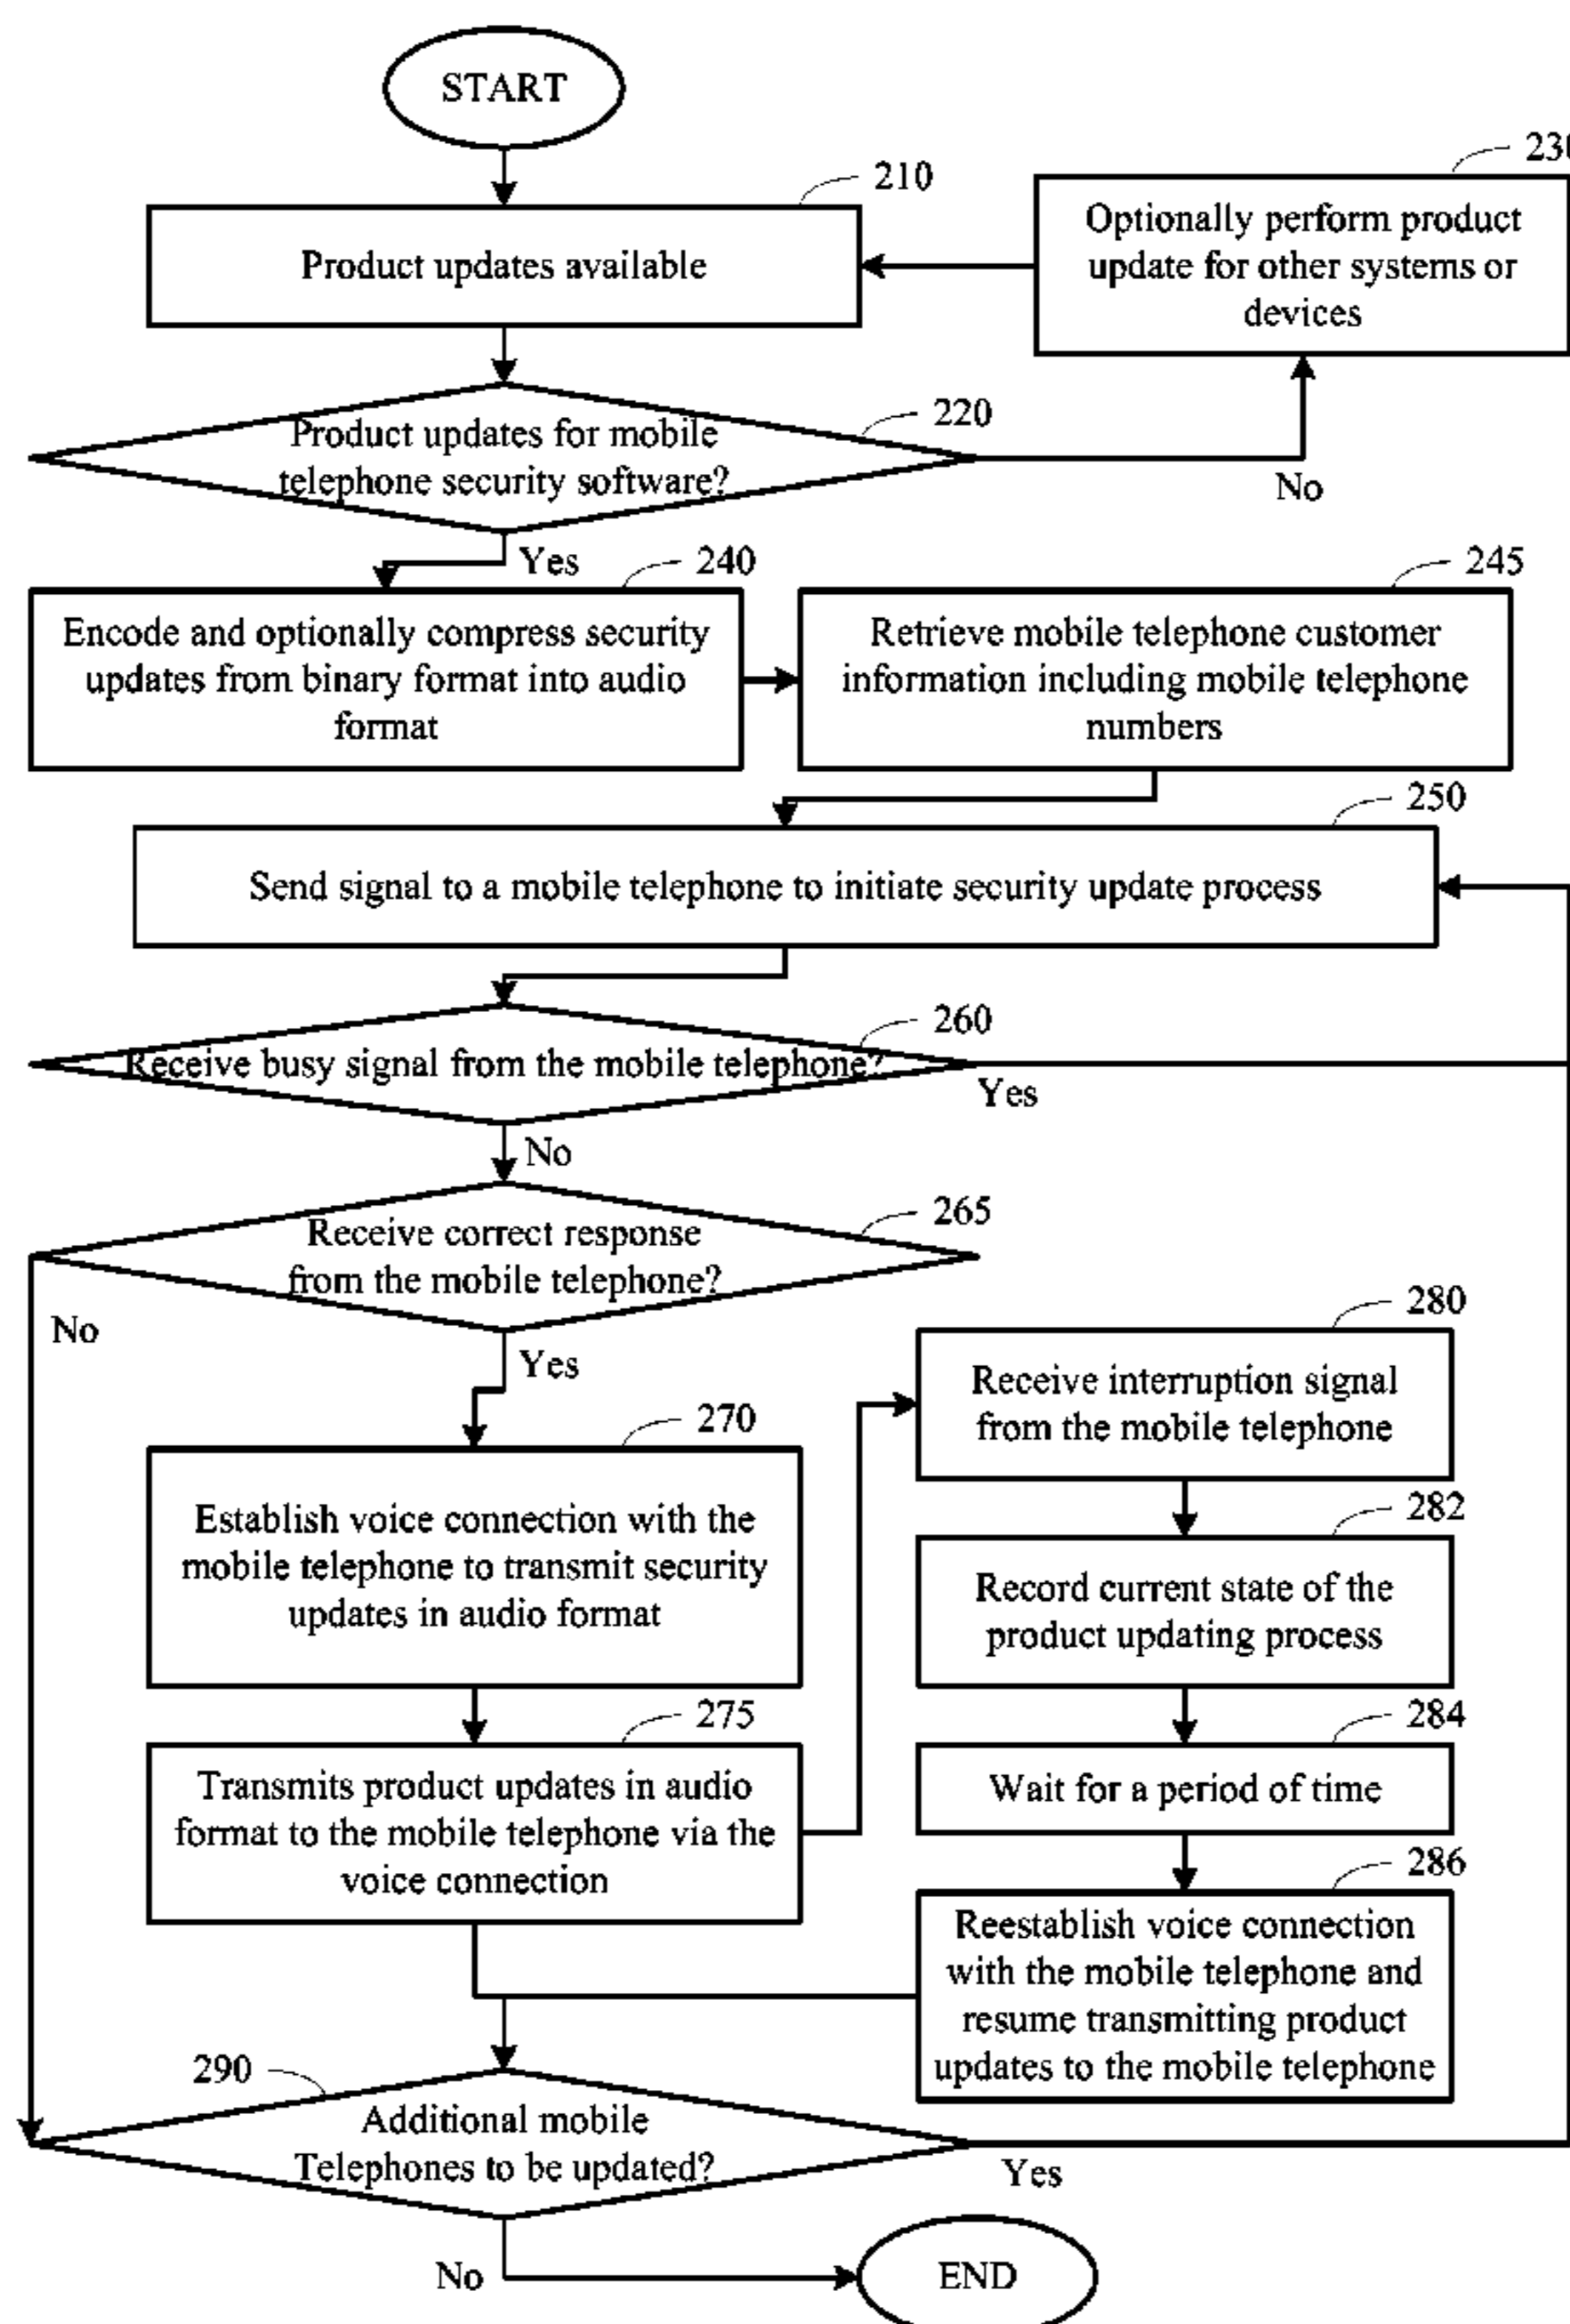 START
210
Product updates available
230
Optionally perform product
update for other systems or
devices
220
Product updates for mobile
telephone security software?
No
Yes
240
Encode and optionally compress security
updates from binary format into audio
format
245
Retrieve mobile telephone customer
information including mobile telephone
numbers
250
Send signal to a mobile telephone to initiate security update process
260
Receive busy signal from the mobile telephone?
Yes
No
265
Receive correct response
from the mobile telephone?
No
Yes
270
Establish voice connection with the
mobile telephone to transmit security
updates in audio format
275
Transmits product updates in audio
format to the mobile telephone via the
voice connection
280
Receive interruption signal
from the mobile telephone
282
Record current state of the
product updating process
284
Wait for a period of time
286
Reestablish voice connection
with the mobile telephone and
resume transmitting product
updates to the mobile telephone
290
Additional mobile
Telephones to be updated?
Yes
No
END